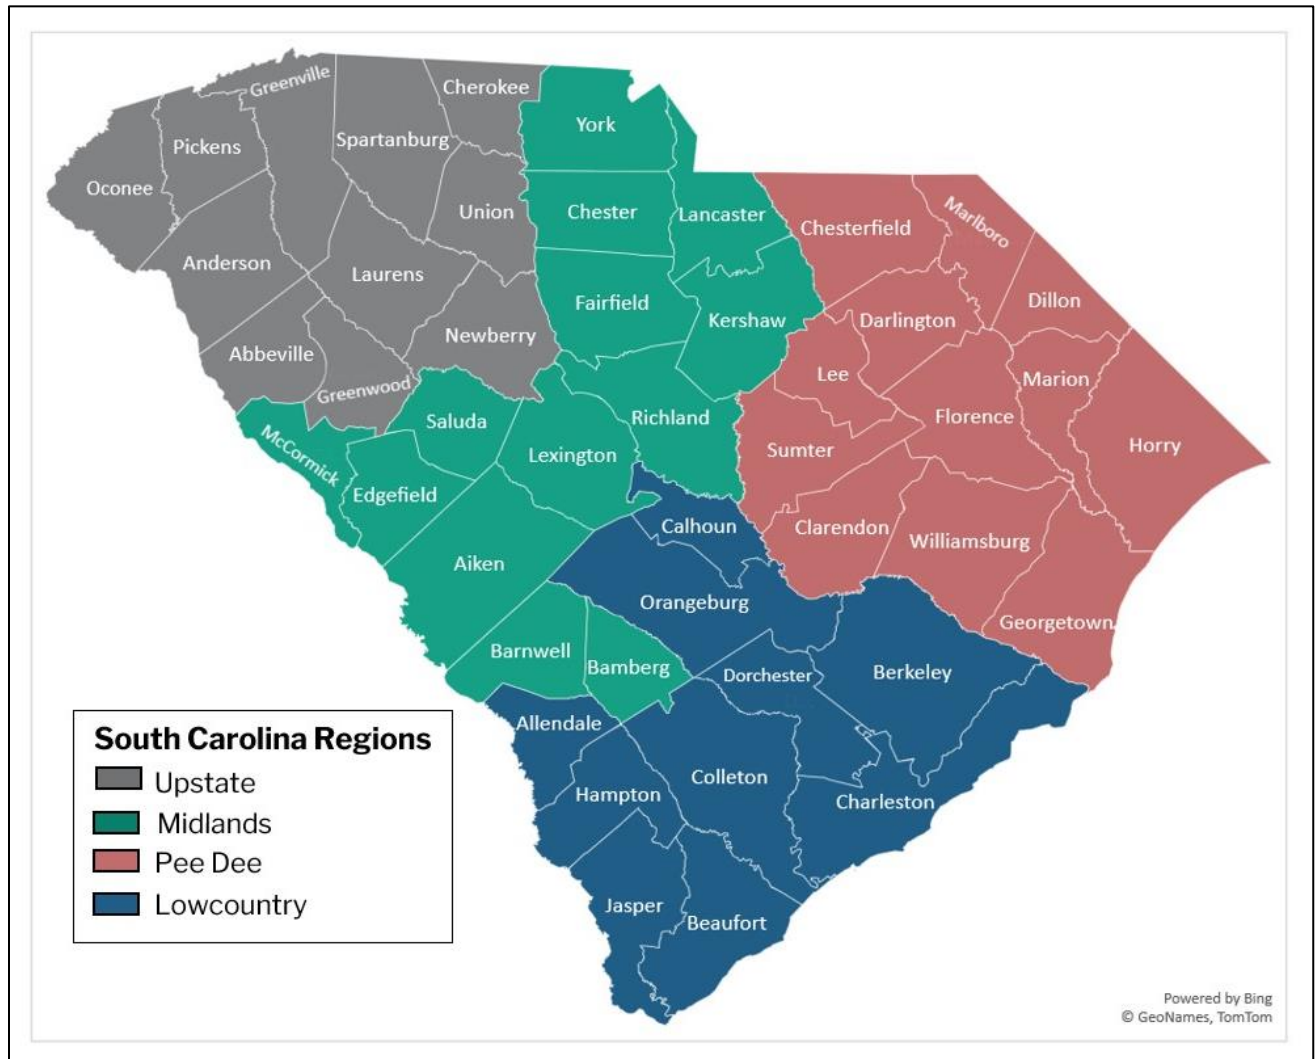 Greenville
Cherokee
York
Pickens
Spartanburg
Oconee
Union
Chester
Lancaster
Chesterfield
Marlboro
Anderson
Laurens
Fairfield
Kershaw
Darlington
Dillon
Abbeville
Newberry
Greenwood
Lee
Marion
Saluda
Richland
Florence
Horry
McCormick
Lexington
Sumter
Edgefield
Calhoun
Clarendon
Williamsburg
Aiken
Orangeburg
Georgetown
Barnwell
Bamberg
Dorchester
Berkeley
Allendale
Colleton
Hampton
Charleston
Jasper
Beaufort
South Carolina Regions
Upstate
Midlands
Pee Dee
Lowcountry
Powered by Bing
© GeoNames, TomTom